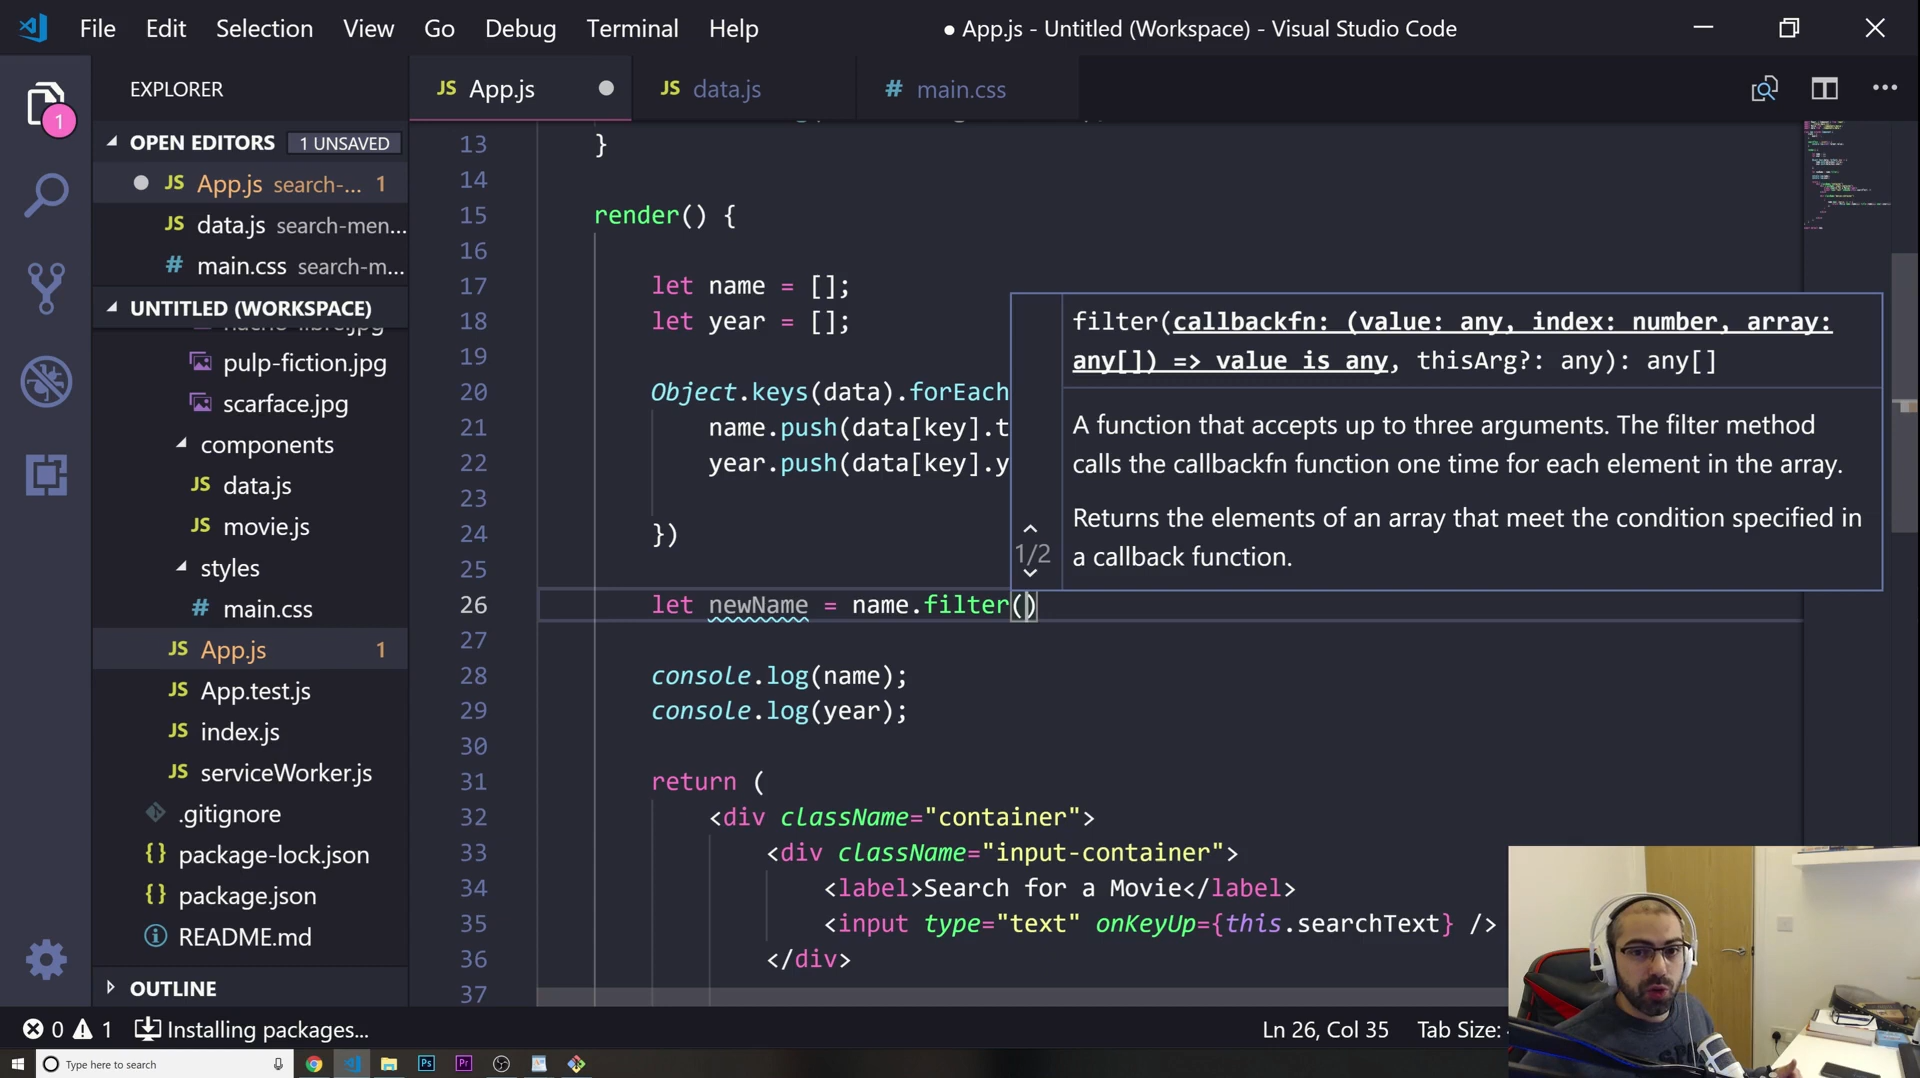 File Edit Selection View Go Debug Terminal Help
● App.js - Untitled (Workspace) - Visual Studio Code
1
EXPLORER
OPEN EDITORS 1 UNSAVED
JS App.js search-... 1
JS data.js search-men...
# main.css search-m...
UNTITLED (WORKSPACE)
pulp-fiction.jpg
scarface.jpg
components
JS data.js
JS movie.js
styles
# main.css
JS App.js 1
JS App.test.js
JS index.js
JS serviceWorker.js
.gitignore
{} package-lock.json
{} package.json
README.md
OUTLINE
JS App.js
JS data.js
# main.css
13 }
14
15 render() {
16
17 let name = [];
18 let year = [];
19
20 Object.keys(data).forEach
21 name.push(data[key].t
22 year.push(data[key].y
23
24 })
25
26 let newName = name.filter()
27
28 console.log(name);
29 console.log(year);
30
31 return (
32 <div className="container">
33 <div className="input-container">
34 <label>Search for a Movie</label>
35 <input type="text" onKeyUp={this.searchText} />
36 </div>
37
1/2
filter(callbackfn: (value: any, index: number, array:
any[]) => value is any, thisArg?: any): any[]
A function that accepts up to three arguments. The filter method
calls the callbackfn function one time for each element in the array.
Returns the elements of an array that meet the condition specified in
a callback function.
0 1 Installing packages...
Ln 26, Col 35 Tab Size:
Type here to search
Ps
Pr